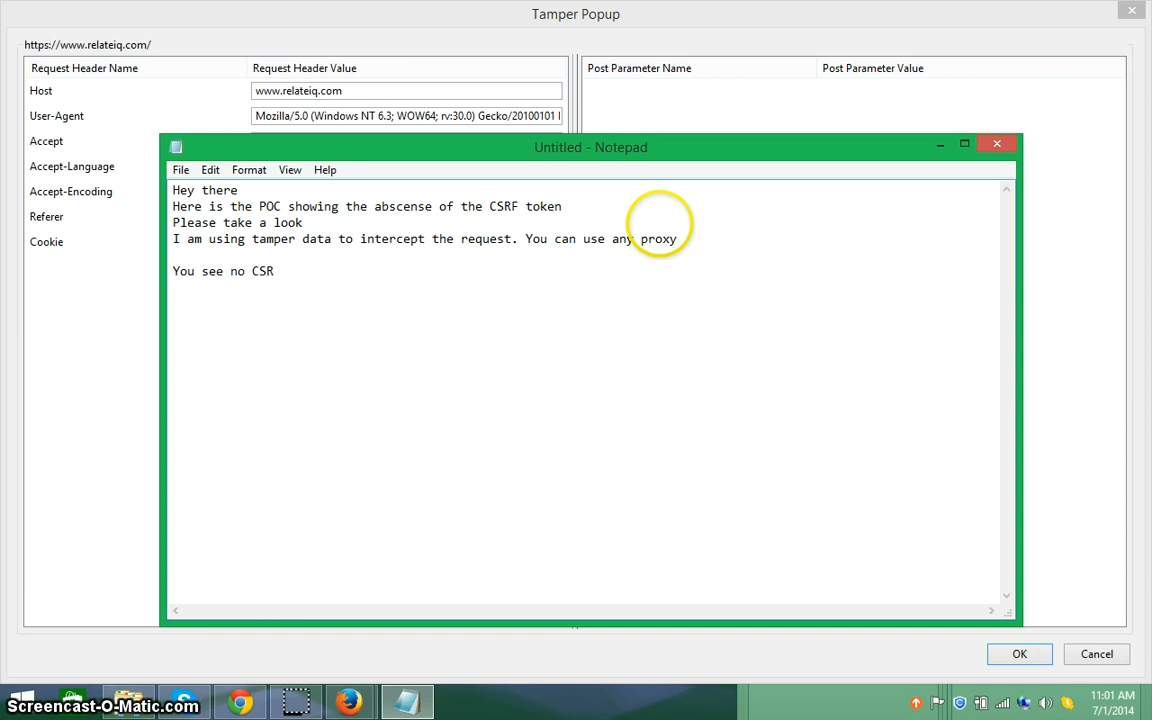 Tamper Popup
https://www.relateiq.com/
Request Header Name Request Header Value Post Parameter Name Post Parameter Value
Host www.relateiq.com
User-Agent Mozilla/5.0 (Windows NT 6.3; WOW64; rv:30.0) Gecko/20100101
Accept
Accept-Language
Accept-Encoding
Referer
Cookie
Untitled - Notepad
File Edit Format View Help
Hey there
Here is the POC showing the abscense of the CSRF token
Please take a look
I am using tamper data to intercept the request. You can use any proxy
You see no CSR
OK Cancel
Screencast-O-Matic.com
11:01 AM
7/1/2014